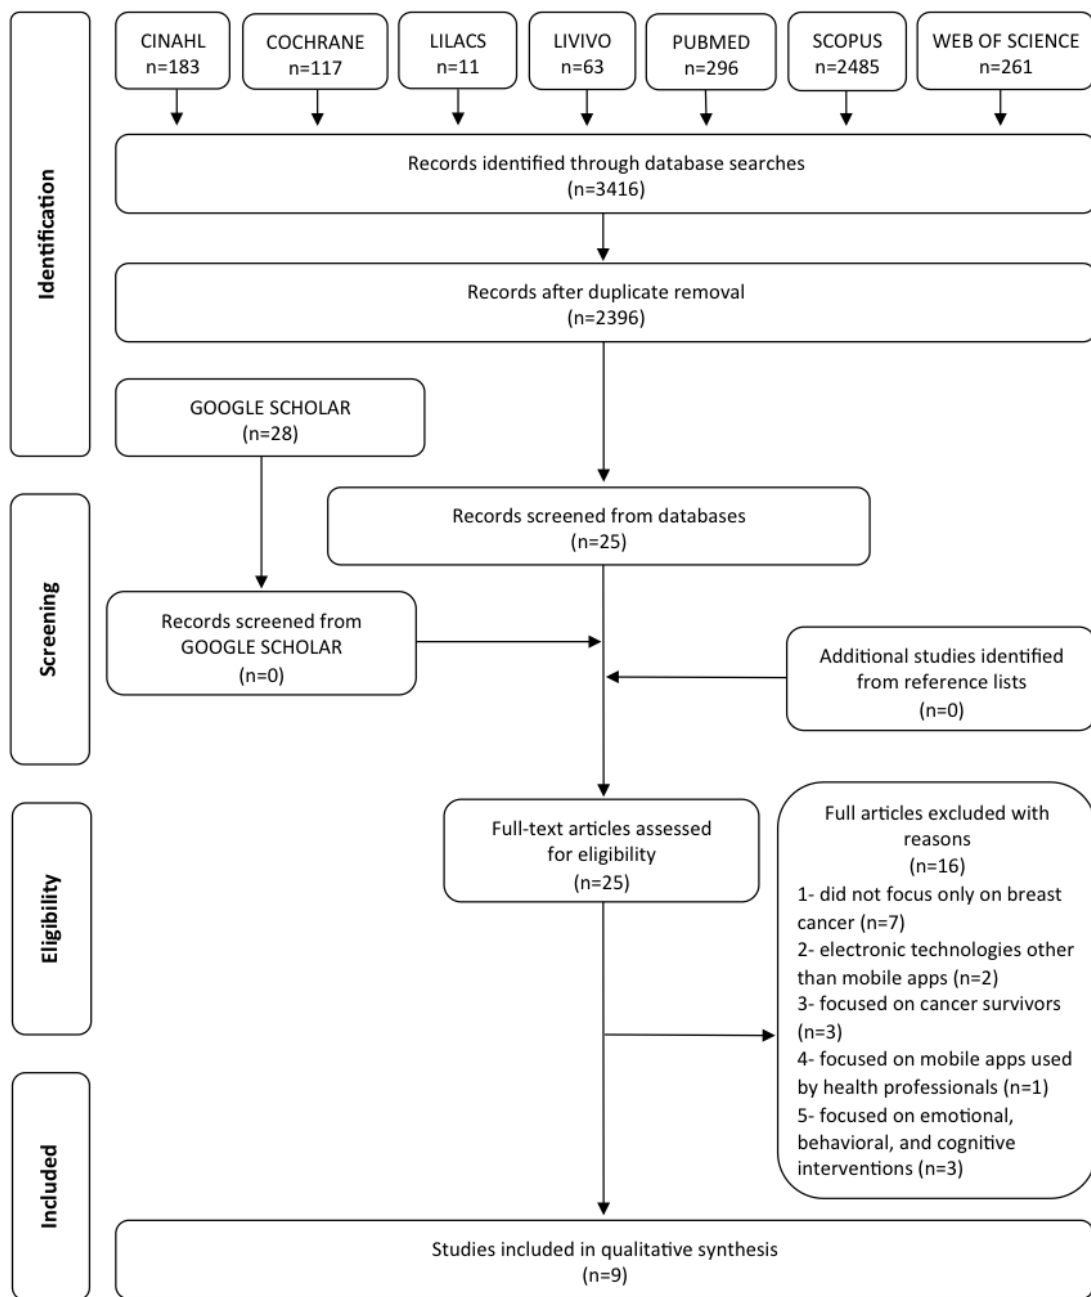 Identification
CINAHL
n=183
COCHRANE
n=117
LILACS
n=11
LIVIVO
n=63
PUBMED
n=296
SCOPUS
n=2485
WEB OF SCIENCE
n=261
Records identified through database searches
(n=3416)
Records after duplicate removal
(n=2396)
GOOGLE SCHOLAR
(n=28)
Screening
Records screened from databases
(n=25)
Records screened from
GOOGLE SCHOLAR
(n=0)
Additional studies identified
from reference lists
(n=0)
Eligibility
Full-text articles assessed
for eligibility
(n=25)
Full articles excluded with
reasons
(n=16)
1- did not focus only on breast
cancer (n=7)
2- electronic technologies other
than mobile apps (n=2)
3- focused on cancer survivors
(n=3)
4- focused on mobile apps used
by health professionals (n=1)
5- focused on emotional,
behavioral, and cognitive
interventions (n=3)
Included
Studies included in qualitative synthesis
(n=9)